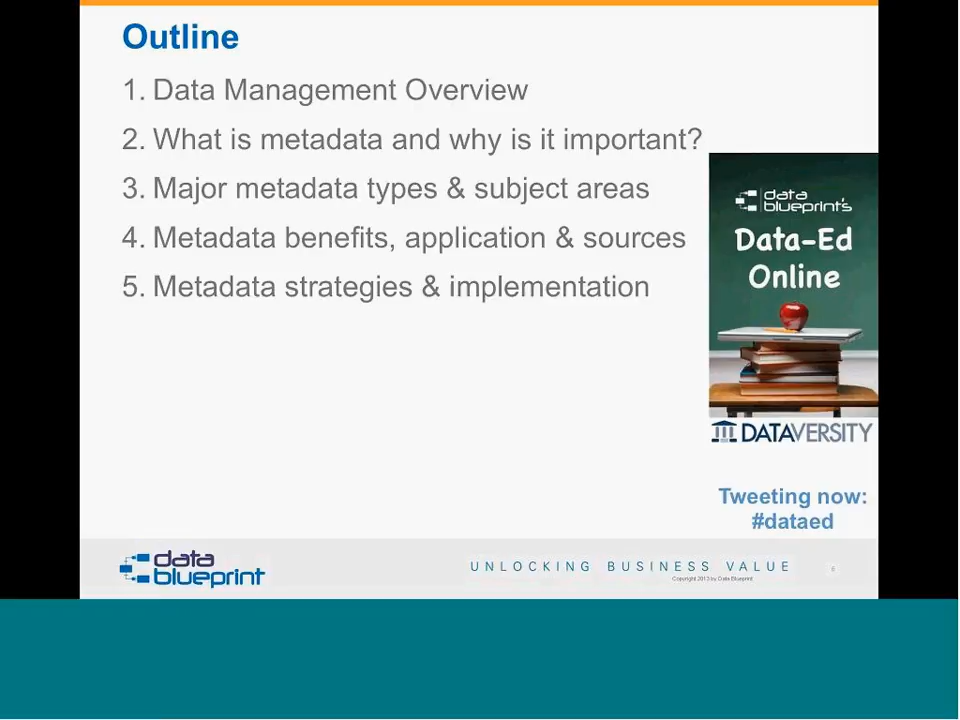 Outline
1. Data Management Overview
2. What is metadata and why is it important?
3. Major metadata types & subject areas
4. Metadata benefits, application & sources
5. Metadata strategies & implementation
data
blueprint's
Data-Ed
Online
DATAVERSITY
Tweeting now:
#dataed
data
blueprint
UNLOCKING BUSINESS VALUE
Copyright 2013 by Data Blueprint